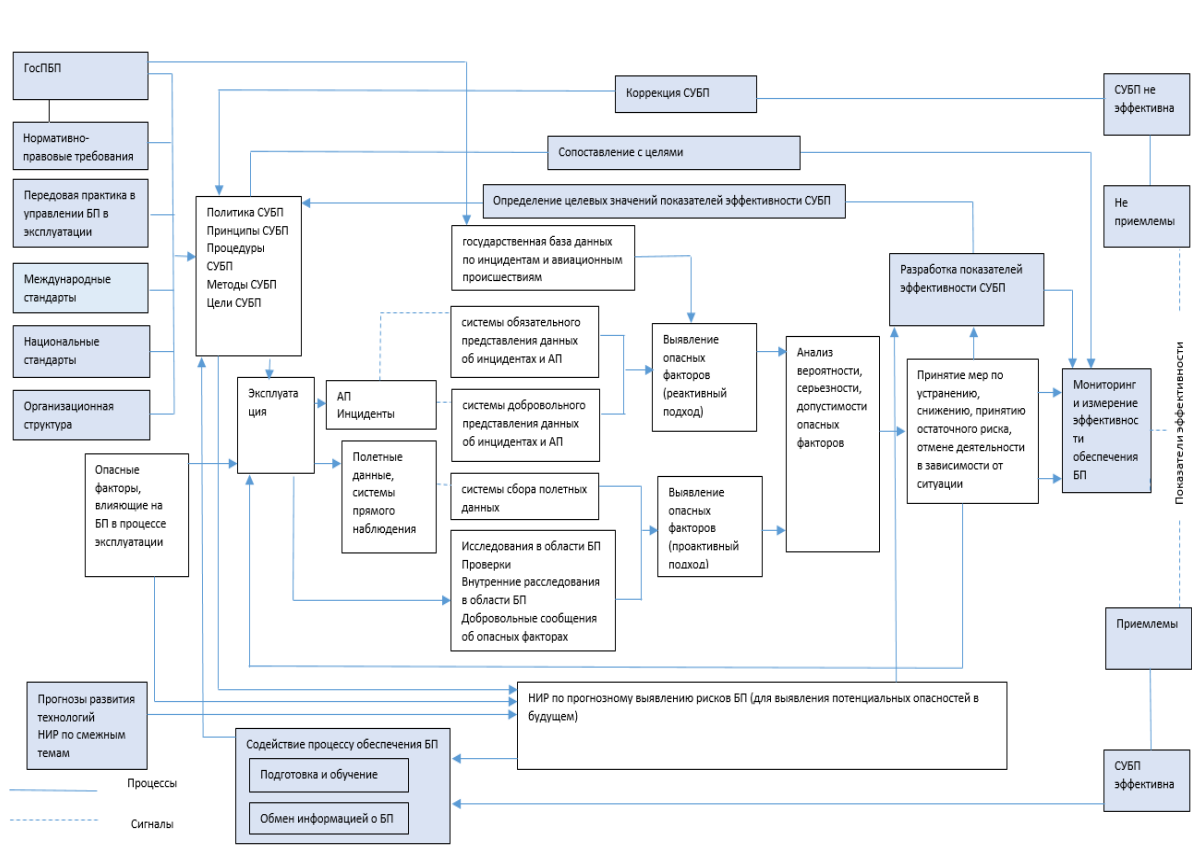 ГосПБП
Нормативно-
правовые требования
Передовая практика в
управлении БП в
эксплуатации
Международные
стандарты
Национальные
стандарты
Организационная
структура
Опасные
факторы,
влияющие на
БП в процессе
эксплуатации
Прогнозы развития
технологий
НИР по смежным
темам
Процессы
Сигналы
Политика СУБП
Принципы СУБП
Процедуры
СУБП
Методы СУБП
Цели СУБП
Эксплуата
ция
АП
Инциденты
Полетные
данные,
системы
прямого
наблюдения
Коррекция СУБП
Сопоставление с целями
Определение целевых значений показателей эффективности СУБП
государственная база данных
по инцидентам и авиационным
происшествиям
системы обязательного
представления данных
об инцидентах и АП
системы добровольного
представления данных
об инцидентах и АП
системы сбора полетных
данных
Исследования в области БП
Проверки
Внутренние расследования
в области БП
Добровольные сообщения
об опасных факторах
Выявление
опасных
факторов
(реактивный
подход)
Выявление
опасных
факторов
(проактивный
подход)
Анализ
вероятности,
серьезности,
допустимости
опасных
факторов
Разработка показателей
эффективности СУБП
Принятие мер по
устранению,
снижению, принятию
остаточного риска,
отмене деятельности
в зависимости от
ситуации
Мониторинг
и измерение
эффективнос
ти
обеспечения
БП
СУБП не
эффективна
Не
приемлемы
Показатели эффективности
Приемлемы
СУБП
эффективна
НИР по прогнозному выявлению рисков БП (для выявления потенциальных опасностей в
будущем)
Содействие процессу обеспечения БП
Подготовка и обучение
Обмен информацией о БП